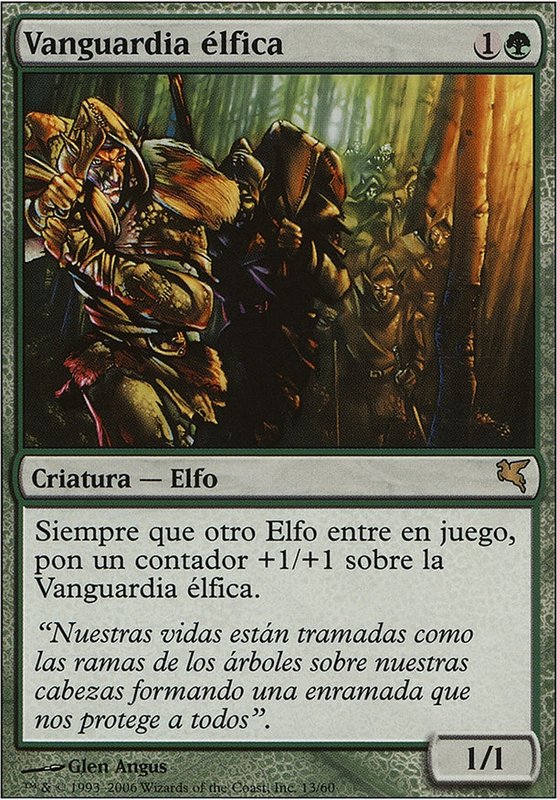 Vanguardia élfica 1
Criatura — Elfo
Siempre que otro Elfo entre en juego,
pon un contador +1/+1 sobre la
Vanguardia élfica.
“Nuestras vidas están tramadas como
las ramas de los árboles sobre nuestras
cabezas formando una enramada que
nos protege a todos”.
1/1
Glen Angus
™ & © 1993–2006 Wizards of the Coast, Inc. 13/60